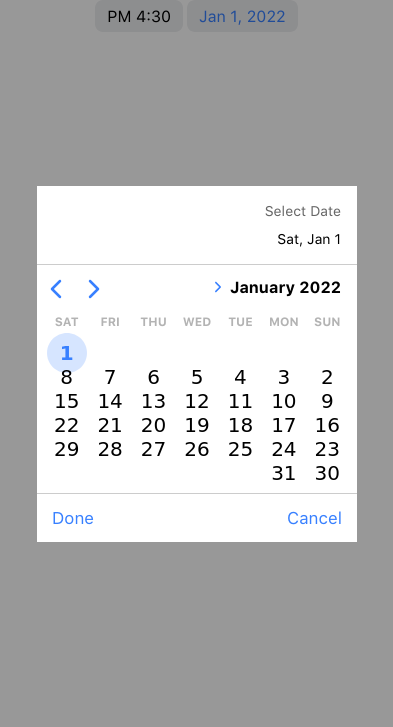 PM 4:30 Jan 1, 2022
Select Date
Sat, Jan 1
January 2022
SAT FRI THU WED TUE MON SUN
1
8 7 6 5 4 3 2
15 14 13 12 11 10 9
22 21 20 19 18 17 16
29 28 27 26 25 24 23
31 30
Done Cancel